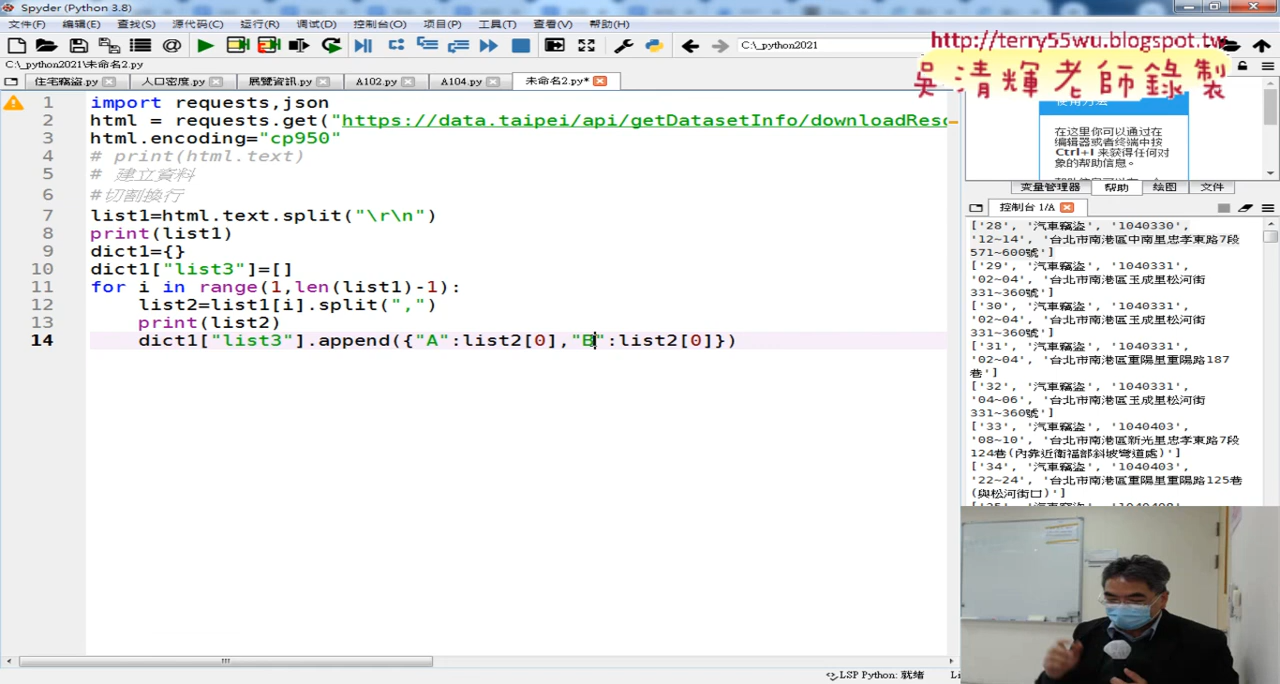 Spyder (Python 3.8)
文件(F) 编辑(E) 查找(S) 源代码(C) 运行(R) 调试(D) 控制台(O) 项目(P) 工具(T) 查看(V) 帮助(H)
C:\_python2021
http://terry55wu.blogspot.tw
吳清輝老師錄製
C:\_python2021\未命名2.py
住宅竊盜.py 人口密度.py 展覽資訊.py A102.py A104.py 未命名2.py*
1 import requests,json
2 html = requests.get("https://data.taipei/api/getDatasetInfo/downloadReso
3 html.encoding="cp950"
4 # print(html.text)
5 # 建立資料
6 #切割換行
7 list1=html.text.split("\r\n")
8 print(list1)
9 dict1={}
10 dict1["list3"]=[]
11 for i in range(1,len(list1)-1):
12 list2=list1[i].split(",")
13 print(list2)
14 dict1["list3"].append({"A":list2[0],"B":list2[0]})
使用方法
在这里你可以通过在
编辑器或者终端中按
Ctrl+I 来获得任何对
象的帮助信息。
变量管理器 帮助 绘图 文件
控制台 1/A
['28', '汽車竊盜', '1040330',
'12~14', '台北市南港區中南里忠孝東路7段
571~600號']
['29', '汽車竊盜', '1040331',
'02~04', '台北市南港區玉成里松河街
331~360號']
['30', '汽車竊盜', '1040331',
'02~04', '台北市南港區玉成里松河街
331~360號']
['31', '汽車竊盜', '1040331',
'02~04', '台北市南港區重陽里重陽路187
巷']
['32', '汽車竊盜', '1040331',
'04~06', '台北市南港區玉成里松河街
331~360號']
['33', '汽車竊盜', '1040403',
'08~10', '台北市南港區新光里忠孝東路7段
124巷(內靠近衛福部斜坡彎道處)']
['34', '汽車竊盜', '1040403',
'22~24', '台北市南港區重陽里重陽路125巷
(與松河街口)']
LSP Python: 就绪